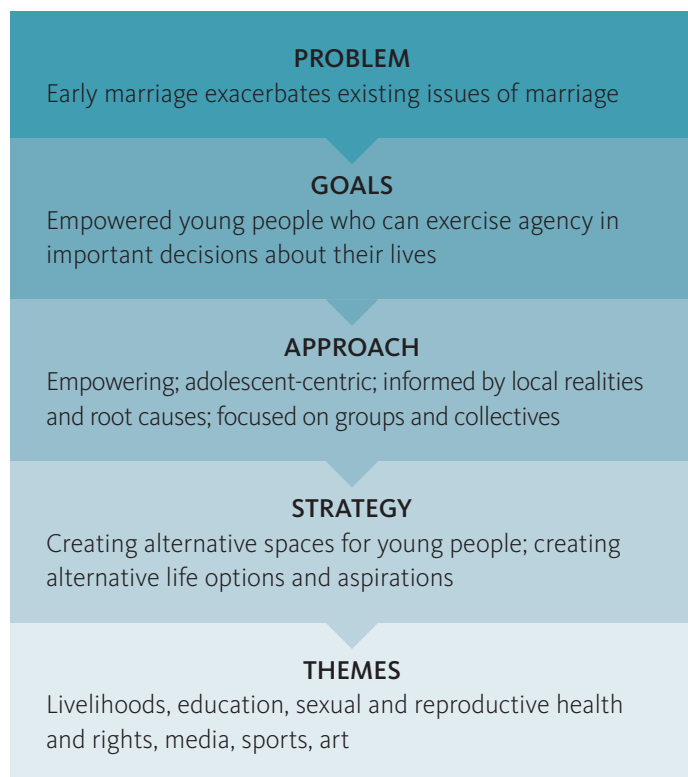 PROBLEM
Early marriage exacerbates existing issues of marriage
GOALS
Empowered young people who can exercise agency in
important decisions about their lives
APPROACH
Empowering; adolescent-centric; informed by local realities
and root causes; focused on groups and collectives
STRATEGY
Creating alternative spaces for young people; creating
alternative life options and aspirations
THEMES
Livelihoods, education, sexual and reproductive health
and rights, media, sports, art